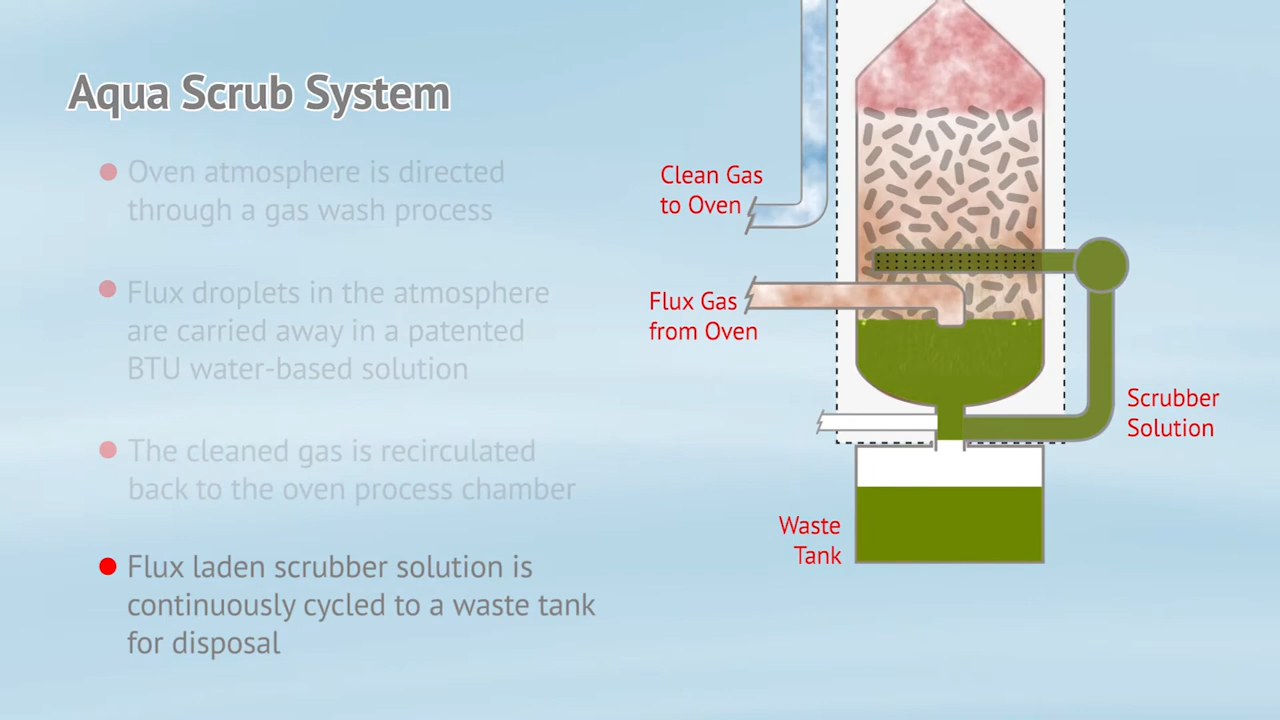 Aqua Scrub System
Oven atmosphere is directed
through a gas wash process
Flux droplets in the atmosphere
are carried away in a patented
BTU water-based solution
The cleaned gas is recirculated
back to the oven process chamber
Flux laden scrubber solution is
continuously cycled to a waste tank
for disposal
Clean Gas
to Oven
Flux Gas
from Oven
Scrubber
Solution
Waste
Tank